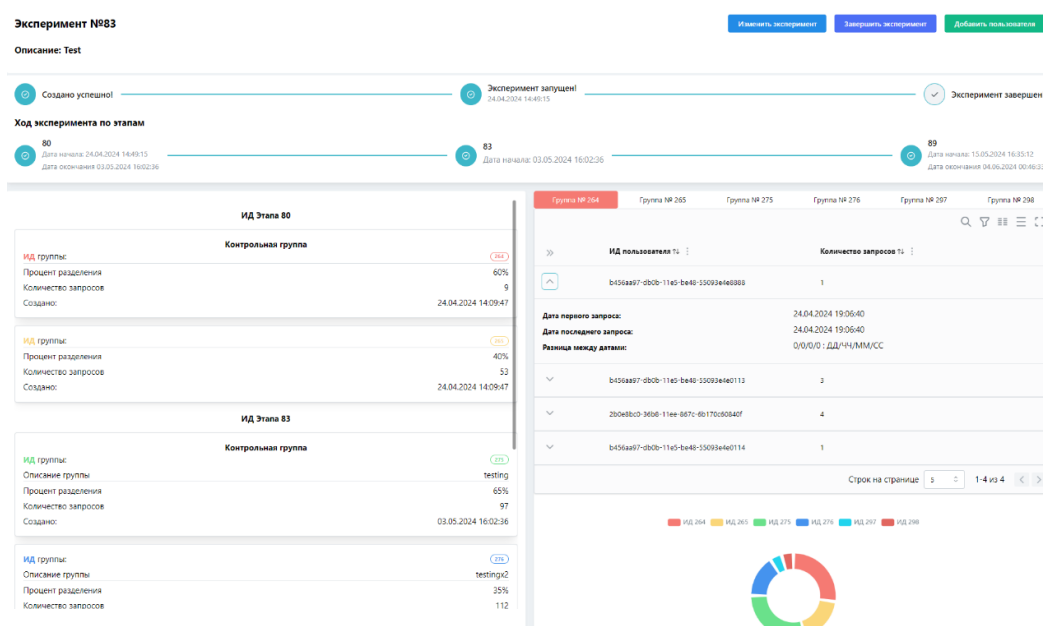 Эксперимент №83
Изменить эксперимент
Завершить эксперимент
Добавить пользователя
Описание: Test
Создано успешно!
Эксперимент запущен!
24.04.2024 14:49:15
Эксперимент завершен
Ход эксперимента по этапам
80
Дата начала: 24.04.2024 14:49:15
Дата окончания 03.05.2024 16:02:36
83
Дата начала: 03.05.2024 16:02:36
89
Дата начала: 15.05.2024 16:35:12
Дата окончания 04.06.2024 00:46:33
ИД Этапа 80
Контрольная группа
ИД группы: 264
Процент разделения 60%
Количество запросов 9
Создано: 24.04.2024 14:09:47
ИД группы: 265
Процент разделения 40%
Количество запросов 53
Создано: 24.04.2024 14:09:47
ИД Этапа 83
Контрольная группа
ИД группы: 275
Описание группы testing
Процент разделения 65%
Количество запросов 97
Создано: 03.05.2024 16:02:36
ИД группы: 276
Описание группы testingx2
Процент разделения 35%
Количество запросов 112
Группа № 264 Группа № 265 Группа № 275 Группа № 276 Группа № 297 Группа № 298
ИД пользователя Количество запросов
b456aa97-db0b-11e5-be48-55093e4e8888 1
Дата первого запроса: 24.04.2024 19:06:40
Дата последнего запроса: 24.04.2024 19:06:40
Разница между датами: 0/0/0/0 : ДД/ЧЧ/ММ/СС
b456aa97-db0b-11e5-be48-55093e4e0113 3
2b0e8bc0-36b8-11ee-867c-6b170c60840f 4
b456aa97-db0b-11e5-be48-55093e4e0114 1
Строк на странице 5 1-4 из 4
ИД 264 ИД 265 ИД 275 ИД 276 ИД 297 ИД 298